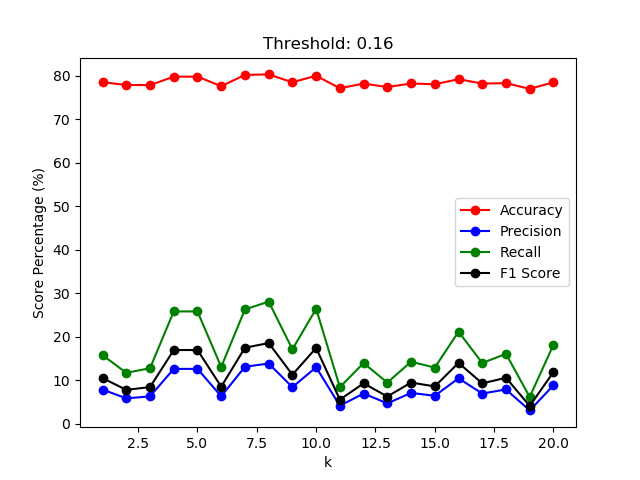 Threshold: 0.16
Score Percentage (%)
80
70
60
50
40
30
20
10
0
Accuracy
Precision
Recall
F1 Score
2.5 5.0 7.5 10.0 12.5 15.0 17.5 20.0
k